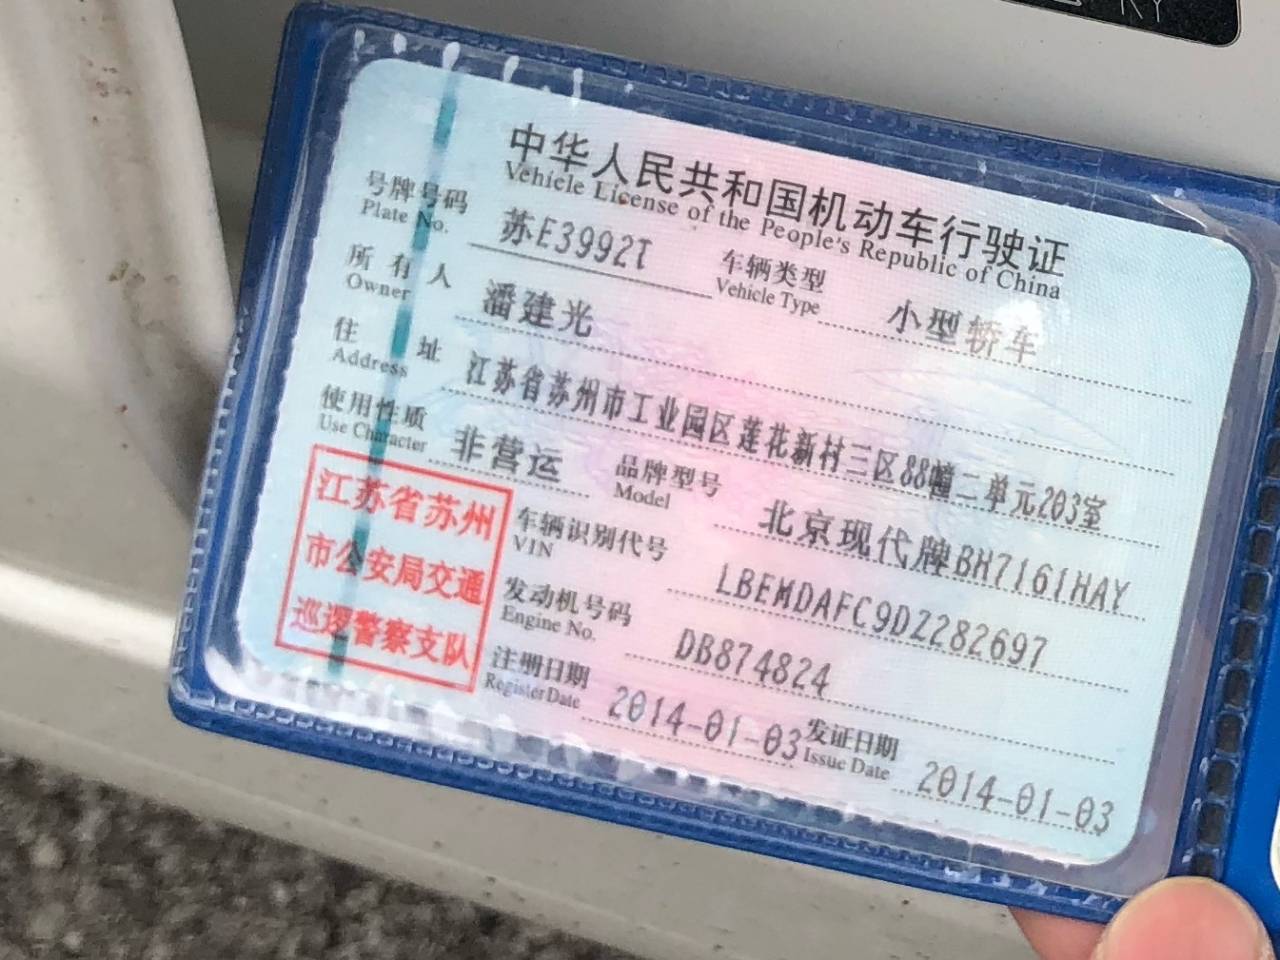 中华人民共和国机动车行驶证
Vehicle License of the People's Republic of China
号牌号码 苏E3992T 车辆类型 小型轿车
Plate No. Vehicle Type
所有人 潘建光
Owner
住址 江苏省苏州市工业园区莲花新村三区88幢二单元203室
Address
使用性质 非营运 品牌型号 北京现代牌BH7161HAY
Use Character Model
江苏省苏州
市公安局交通
巡逻警察支队
车辆识别代号 LBEMDAFC9DZ282697
VIN
发动机号码 DB874824
Engine No.
注册日期 2014-01-03 发证日期 2014-01-03
Register Date Issue Date